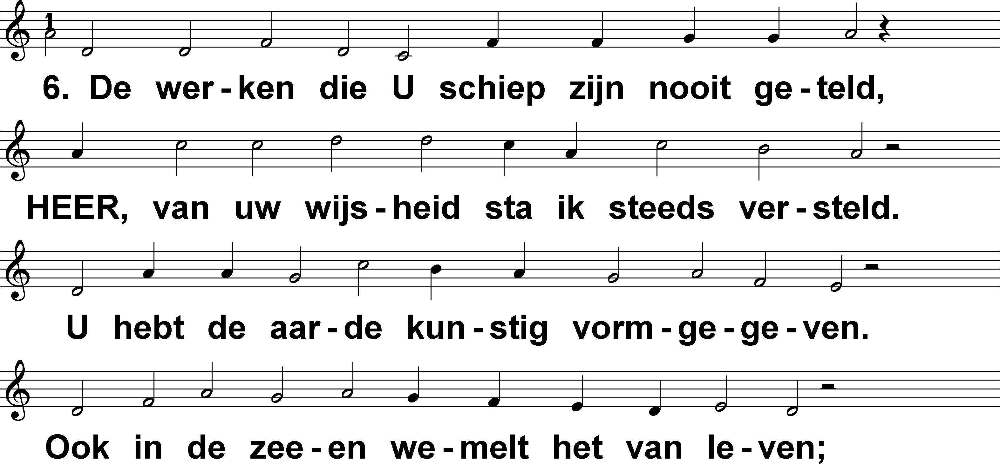 1
6. De wer - ken die U schiep zijn nooit ge - teld,
HEER, van uw wijs - heid sta ik steeds ver - steld.
U hebt de aar - de kun - stig vorm - ge - ge - ven.
Ook in de zee - en we - melt het van le - ven;